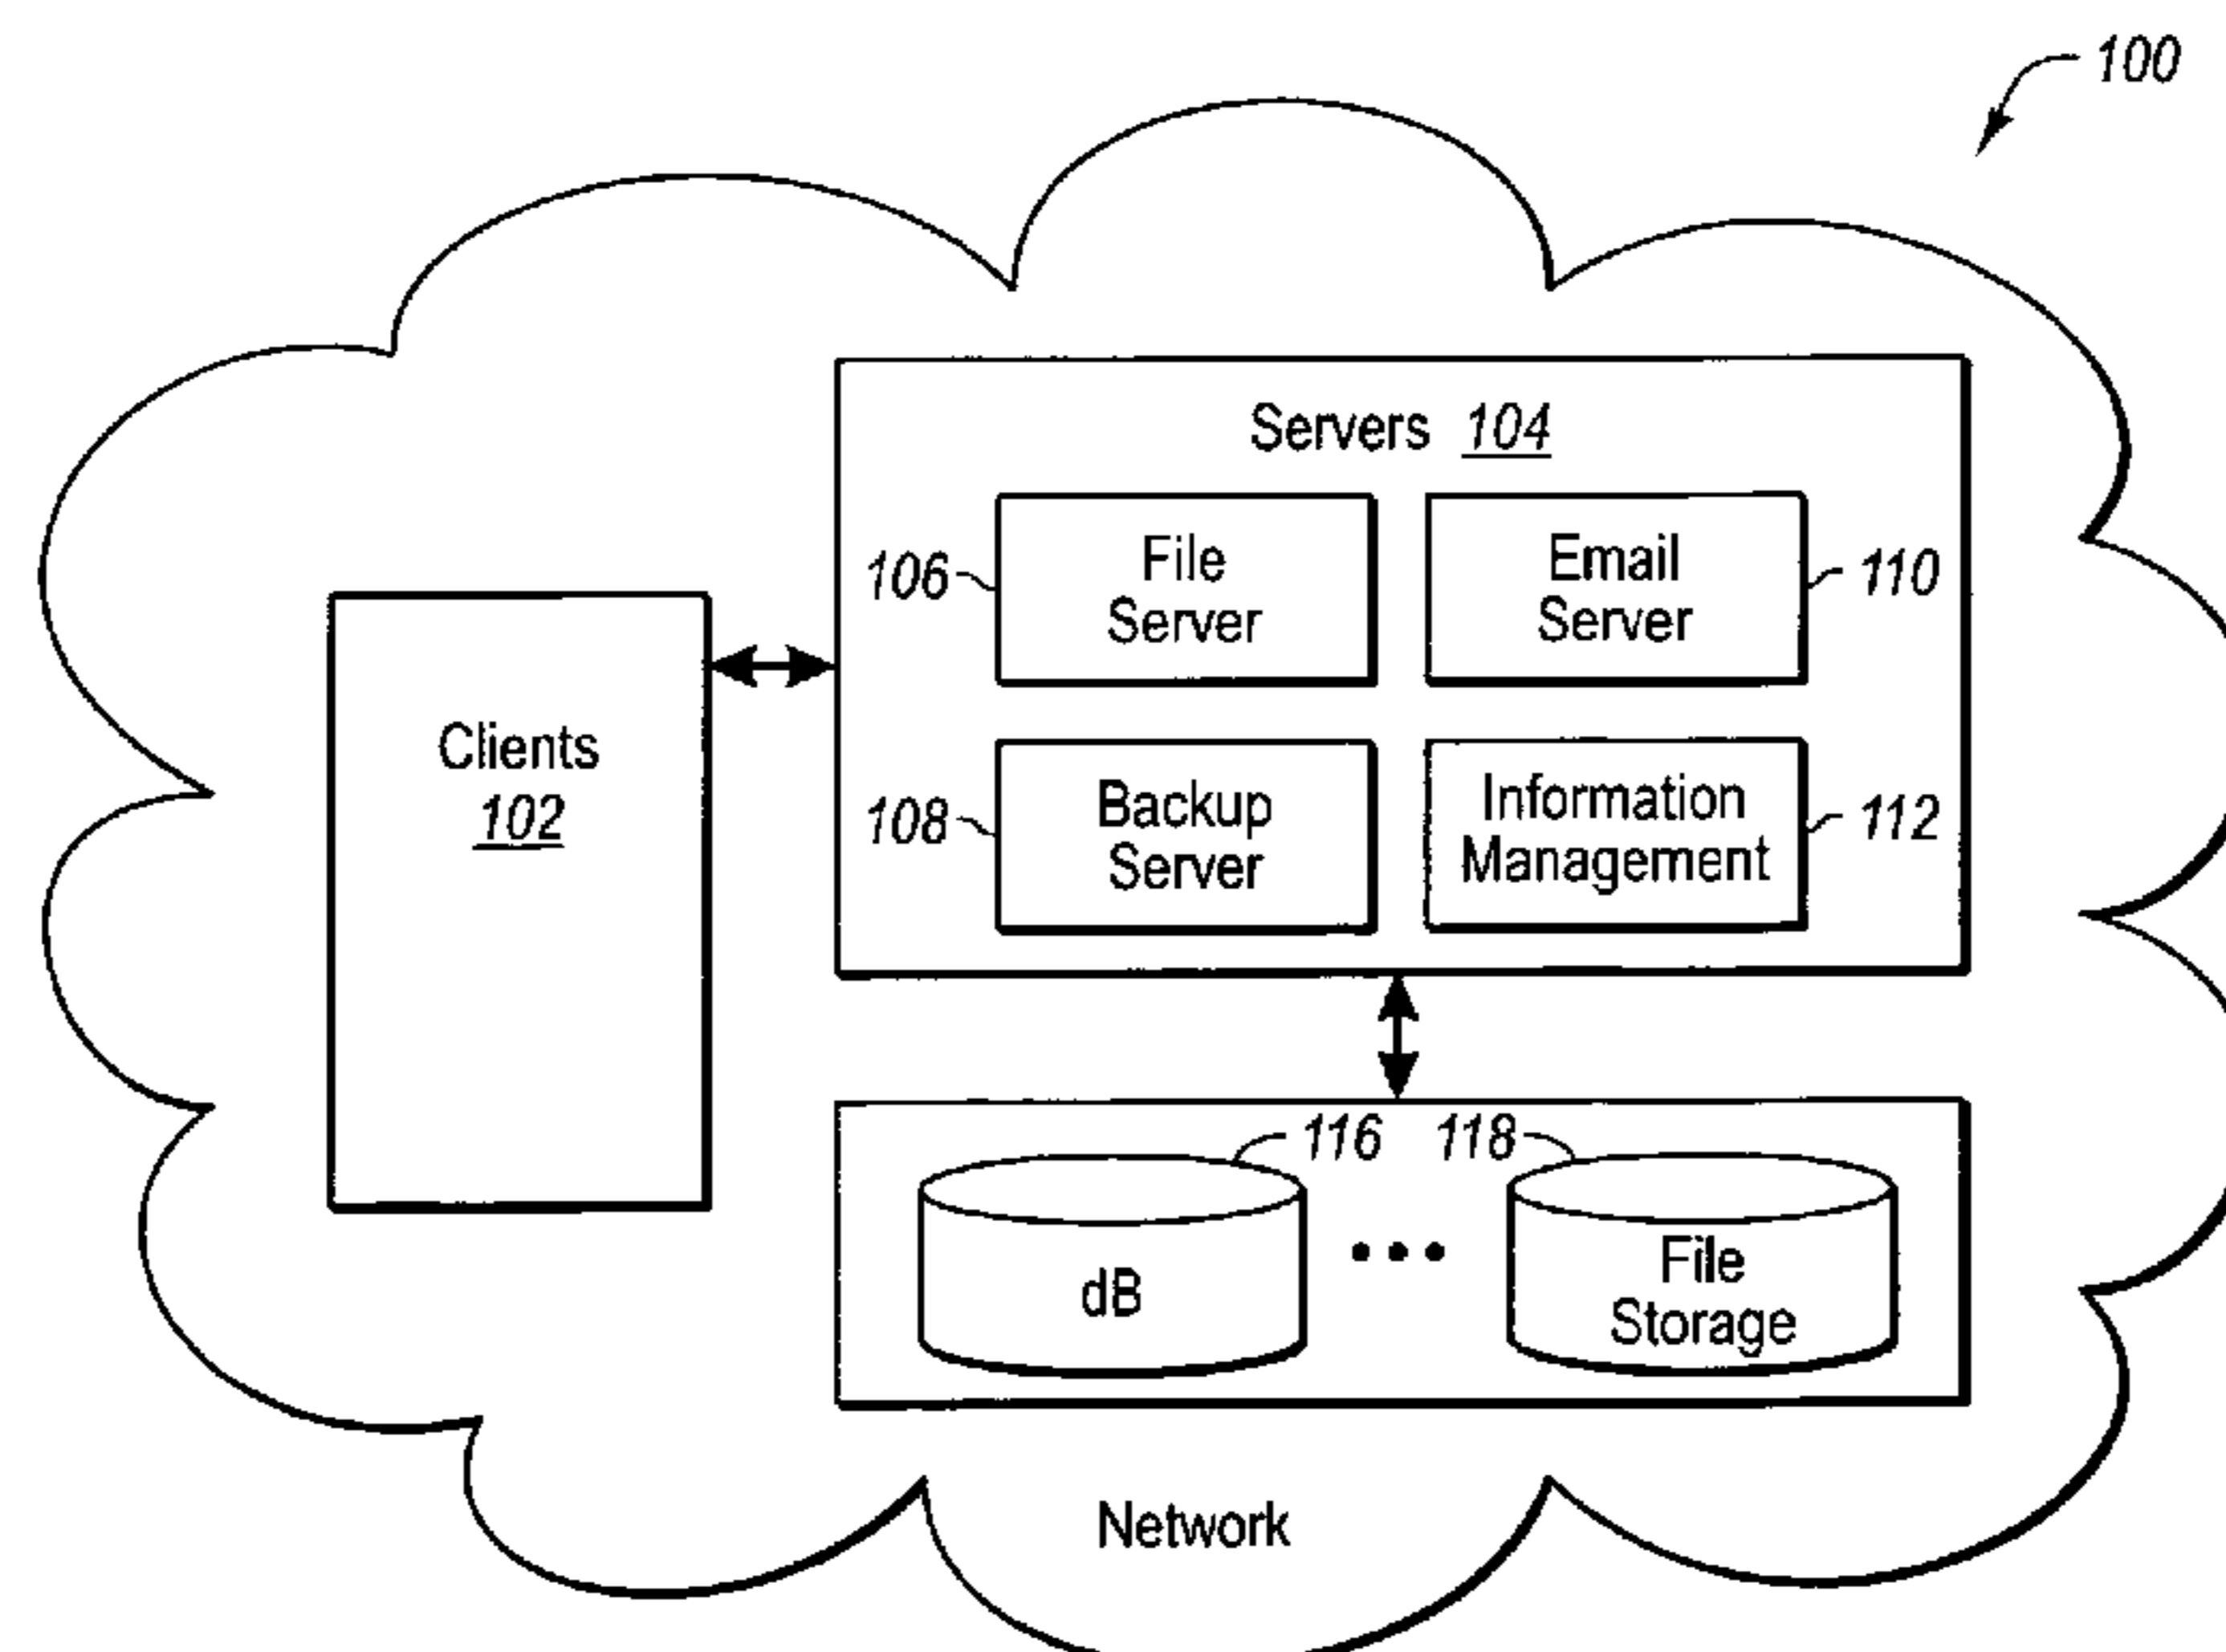 100
Servers 104
106
File
Server
Email
Server
110
Clients
102
108
Backup
Server
Information
Management
112
116
118
dB
File
Storage
Network